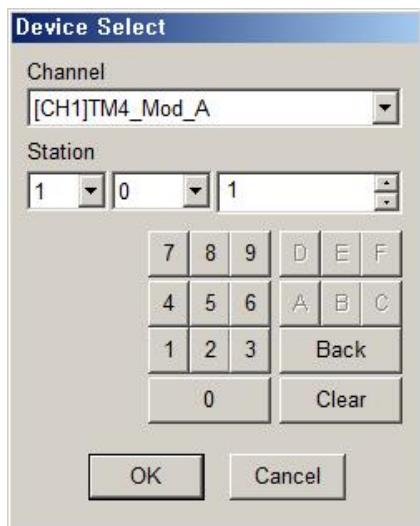 Device Select
Channel
[CH1]TM4_Mod_A
Station
1 0 1
7 8 9 D E F
4 5 6 A B C
1 2 3 Back
0 Clear
OK Cancel